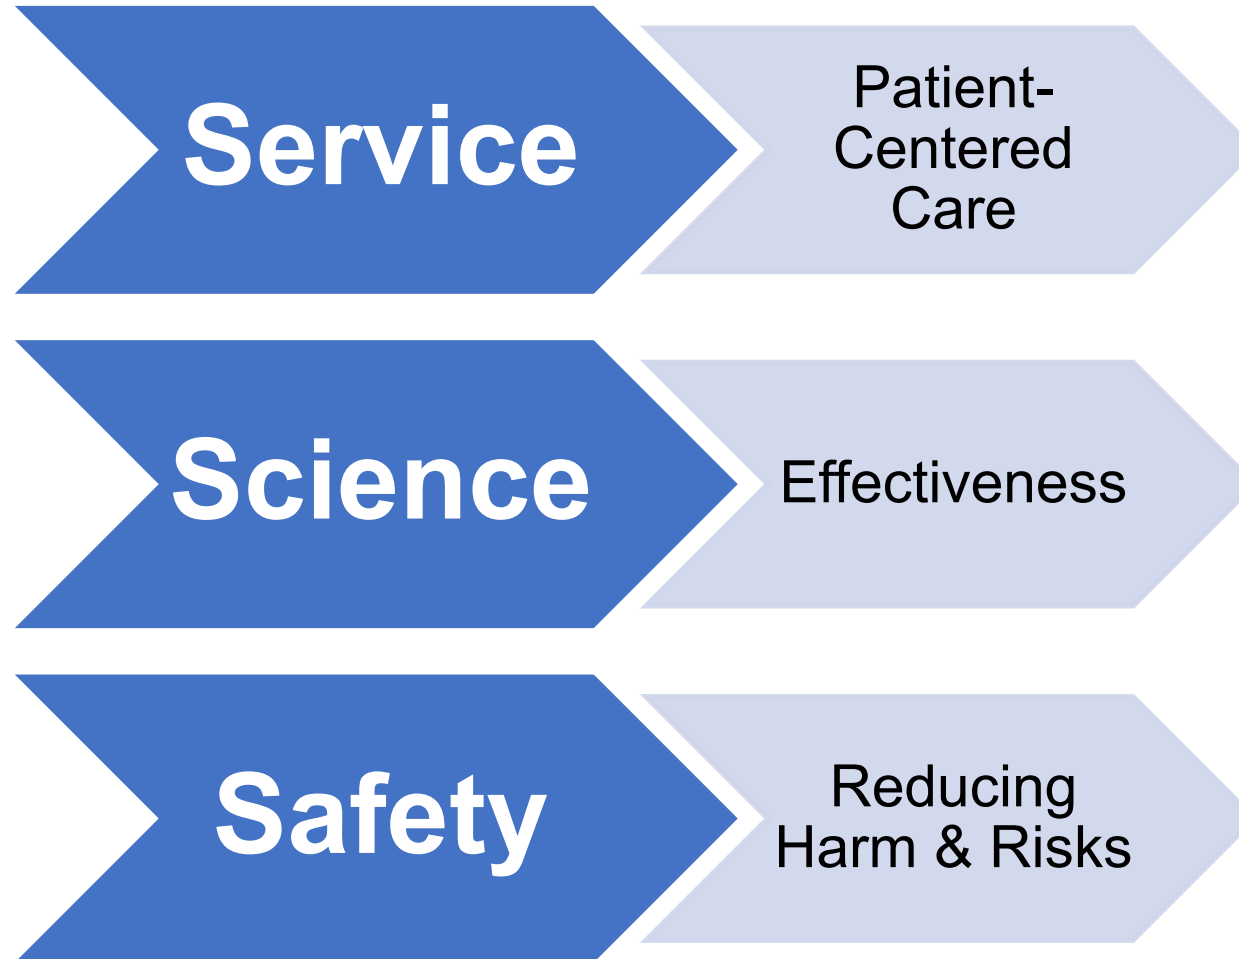 Service
Patient-
Centered
Care
Science
Effectiveness
Safety
Reducing
Harm & Risks